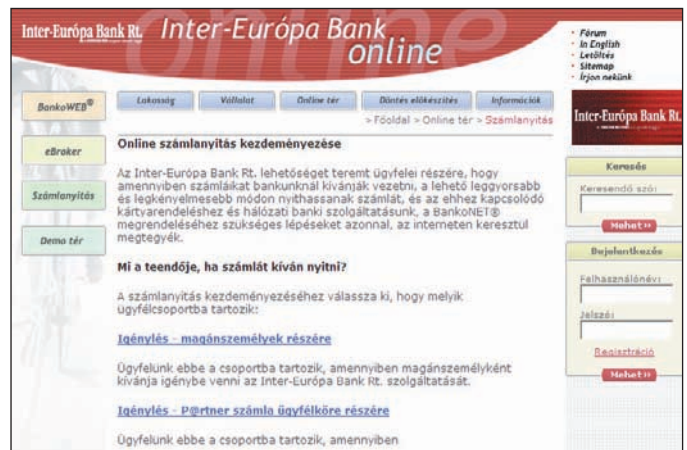 Inter-Európa Bank Rt.
Inter-Európa Bank
online
online
Fórum
In English
Letöltés
Sitemap
Írjon nekünk
BankoWEB®
eBroker
Számlanyitás
Demo tér
Lakosság
Vállalat
Online tér
Döntés előkészítés
Információk
> Főoldal > Online tér > Számlanyitás
Online számlanyitás kezdeményezése
Az Inter-Európa Bank Rt. lehetőséget teremt ügyfelei részére, hogy
amennyiben számláikat bankunknál kívánják vezetni, a lehető leggyorsabb
és legkényelmesebb módon nyithassanak számlát, és az ehhez kapcsolódó
kártyarendeléshez és hálózati banki szolgáltatásunk, a BankoNET®
megrendeléséhez szükséges lépéseket azonnal, az interneten keresztul
megtegyék.
Mi a teendője, ha számlát kíván nyitni?
A számlanyitás kezdeményezéséhez válassza ki, hogy melyik
ügyfélcsoportba tartozik:
Igénylés - magánszemélyek részére
Ügyfelünk ebbe a csoportba tartozik, amennyiben magánszemélyként
kívánja igénybe venni az Inter-Európa Bank Rt. szolgáltatását.
Igénylés - P@rtner számla ügyfélköre részére
Ügyfelünk ebbe a csoportba tartozik, amennyiben
Inter-Európa Bank Rt.
Keresés
Keresendő szó:
Mehet »
Bejelentkezés
Felhasználónév:
Jelszó:
Regisztráció
Mehet »